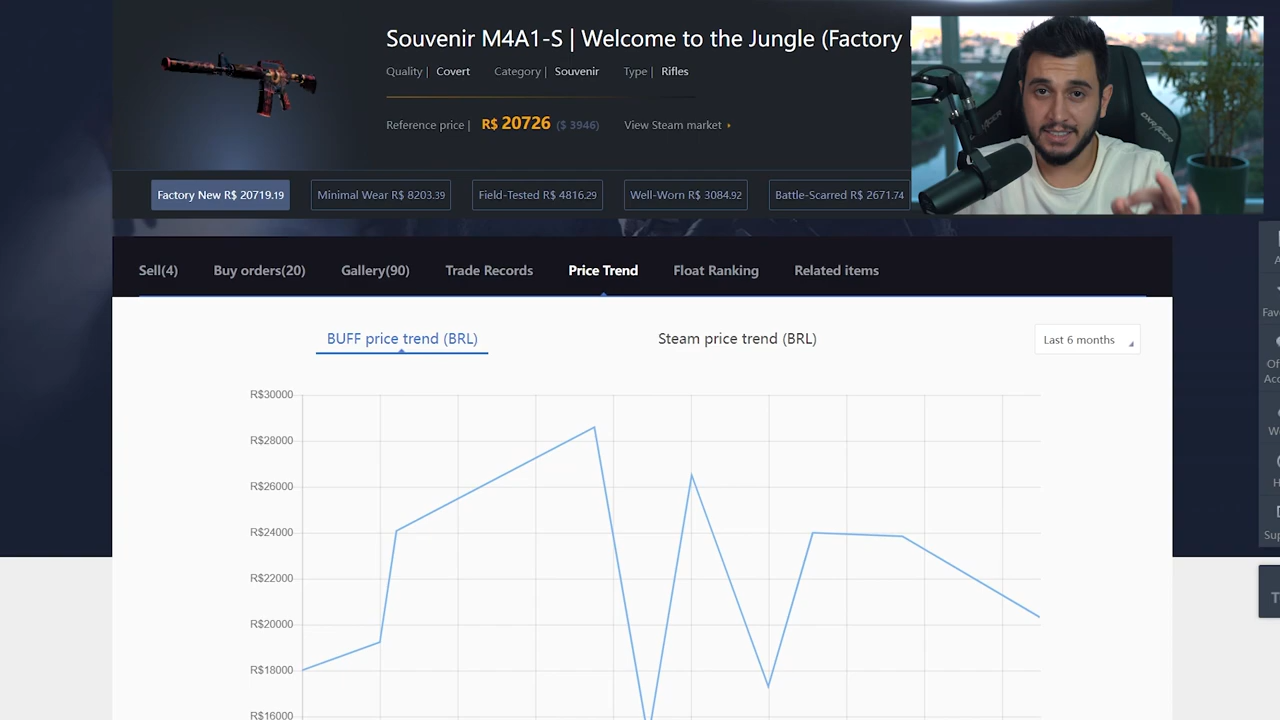 Souvenir M4A1-S | Welcome to the Jungle (Factory
Quality | Covert Category | Souvenir Type | Rifles
Reference price | R$ 20726 ($ 3946) View Steam market
Factory New R$ 20719.19 Minimal Wear R$ 8203.39 Field-Tested R$ 4816.29 Well-Worn R$ 3084.92 Battle-Scarred R$ 2671.74
Sell(4) Buy orders(20) Gallery(90) Trade Records Price Trend Float Ranking Related items
BUFF price trend (BRL) Steam price trend (BRL) Last 6 months
R$30000
R$28000
R$26000
R$24000
R$22000
R$20000
R$18000
R$16000
DXRACER